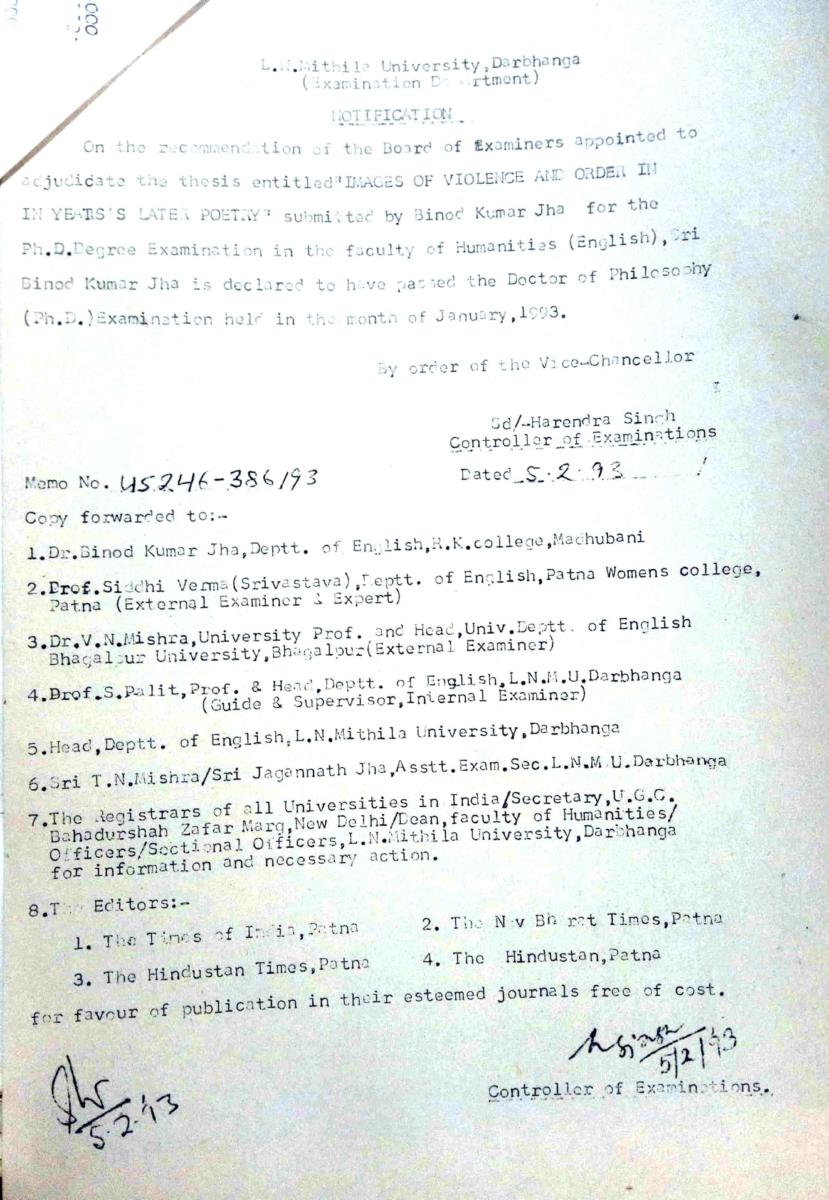 000
L.N.Mithila University,Darbhanga
(Examination Department)
NOTIFICATION
On the recommendation of the Board of Examiners appointed to
adjudicate the thesis entitled"IMAGES OF VIOLENCE AND ORDER IN
IN YEATS'S LATER POETRY" submitted by Binod Kumar Jha for the
Ph.D.Degree Examination in the faculty of Humanities (English),Sri
Binod Kumar Jha is declared to have passed the Doctor of Philosophy
(Ph.D.)Examination held in the month of January,1993.
By order of the Vice-Chancellor
Sd/-Harendra Singh
Controller of Examinations
Memo No. 45246-386/93
Dated 5.2.93
Copy forwarded to:-
1.Dr.Binod Kumar Jha,Deptt. of English,R.K.college,Madhubani
2.Prof.Siddhi Verma(Srivastava),Deptt. of English,Patna Womens college,
Patna (External Examiner & Expert)
3.Dr.V.N.Mishra,University Prof. and Head,Univ.Deptt. of English
Bhagalpur University,Bhagalpur(External Examiner)
4.Prof.S.Palit,Prof. & Head,Deptt. of English,L.N.M.U.Darbhanga
(Guide & Supervisor,Internal Examiner)
5.Head,Deptt. of English,L.N.Mithila University,Darbhanga
6.Sri T.N.Mishra/Sri Jagannath Jha,Asstt.Exam.Sec.L.N.M.U.Darbhanga
7.The Registrars of all Universities in India/Secretary,U.G.C.
Bahadurshah Zafar Marg,New Delhi/Dean,faculty of Humanities/
Officers/Sectional Officers,L.N.Mithila University,Darbhanga
for information and necessary action.
8.The Editors:-
1. The Times of India,Patna
2. The Nav Bharat Times,Patna
3. The Hindustan Times,Patna
4. The Hindustan,Patna
for favour of publication in their esteemed journals free of cost.
5/2/93
Controller of Examinations.
5.2.93